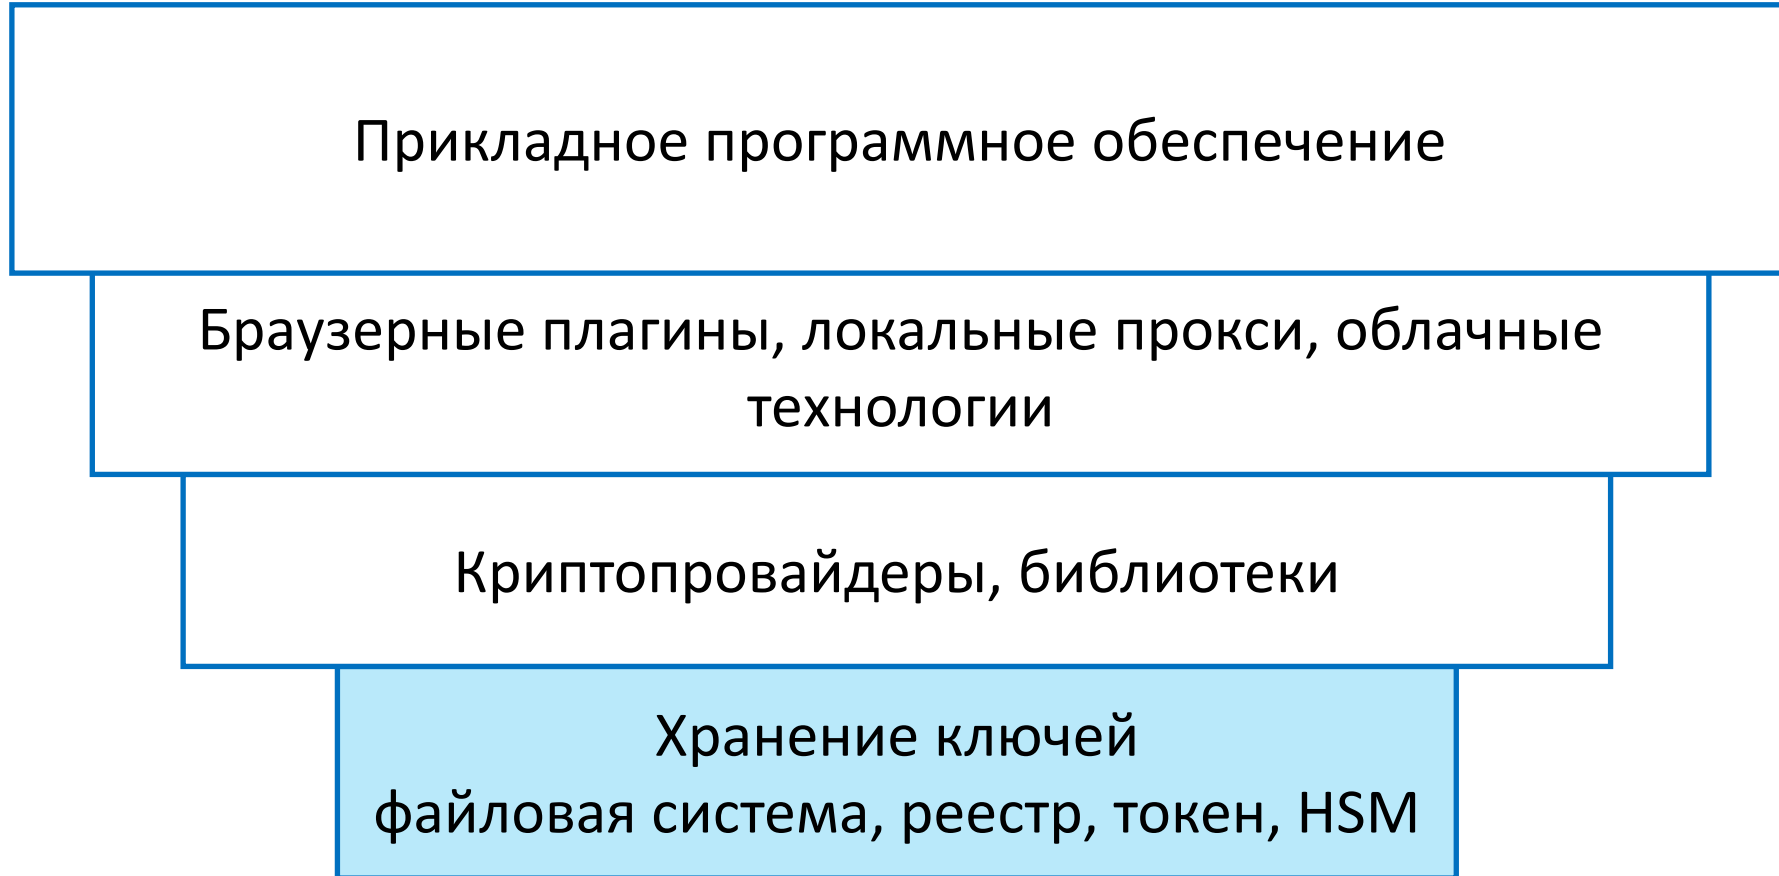 Прикладное программное обеспечение
Браузерные плагины, локальные прокси, облачные
технологии
Криптопровайдеры, библиотеки
Хранение ключей
файловая система, реестр, токен, HSM